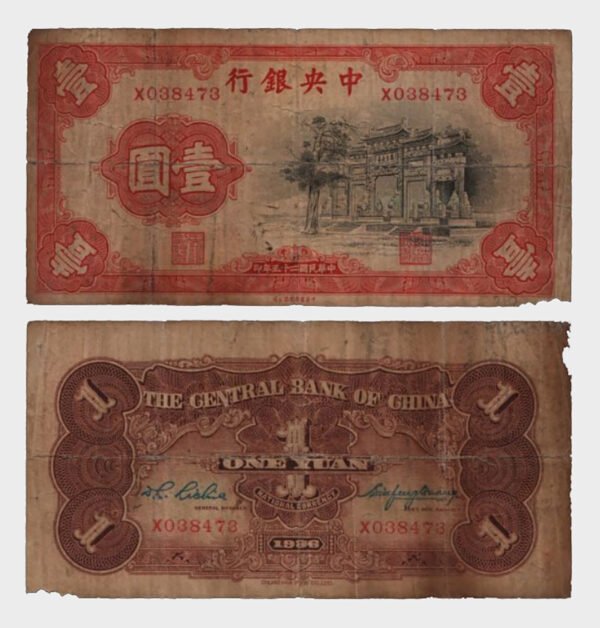 壹 壹
行銀央中
X038473 X038473
圓壹
印年五十二國民華中
壹 壹
1 1
THE CENTRAL BANK OF CHINA
1
ONE YUAN
NATIONAL CURRENCY
GENERAL MANAGER
X038473 X038473
1 1
1936